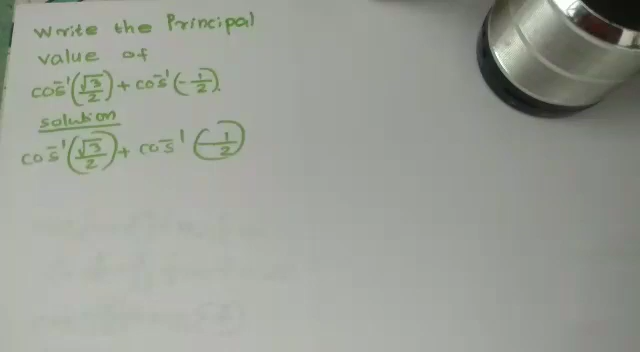 Write the Principal
value of
cos⁻¹(√3/2) + cos⁻¹(-1/2).
solution
cos⁻¹(√3/2) + cos⁻¹(-1/2)